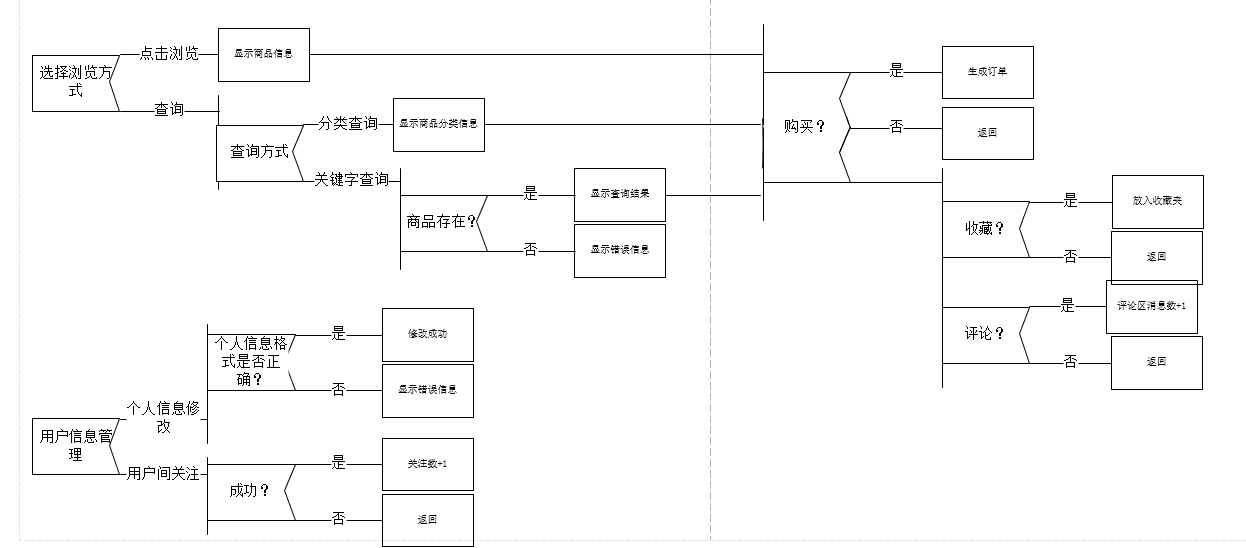 点击浏览
显示商品信息
选择浏览方
式
查询
分类查询
显示商品分类信息
查询方式
关键字查询
是
显示查询结果
商品存在？
否
显示错误信息
是
生成订单
购买？
否
返回
是
放入收藏夹
收藏？
否
返回
是
评论区消息数+1
评论？
否
返回
是
修改成功
个人信息格
式是否正
确？
否
显示错误信息
个人信息修
改
用户信息管
理
用户间关注
是
关注数+1
成功？
否
返回